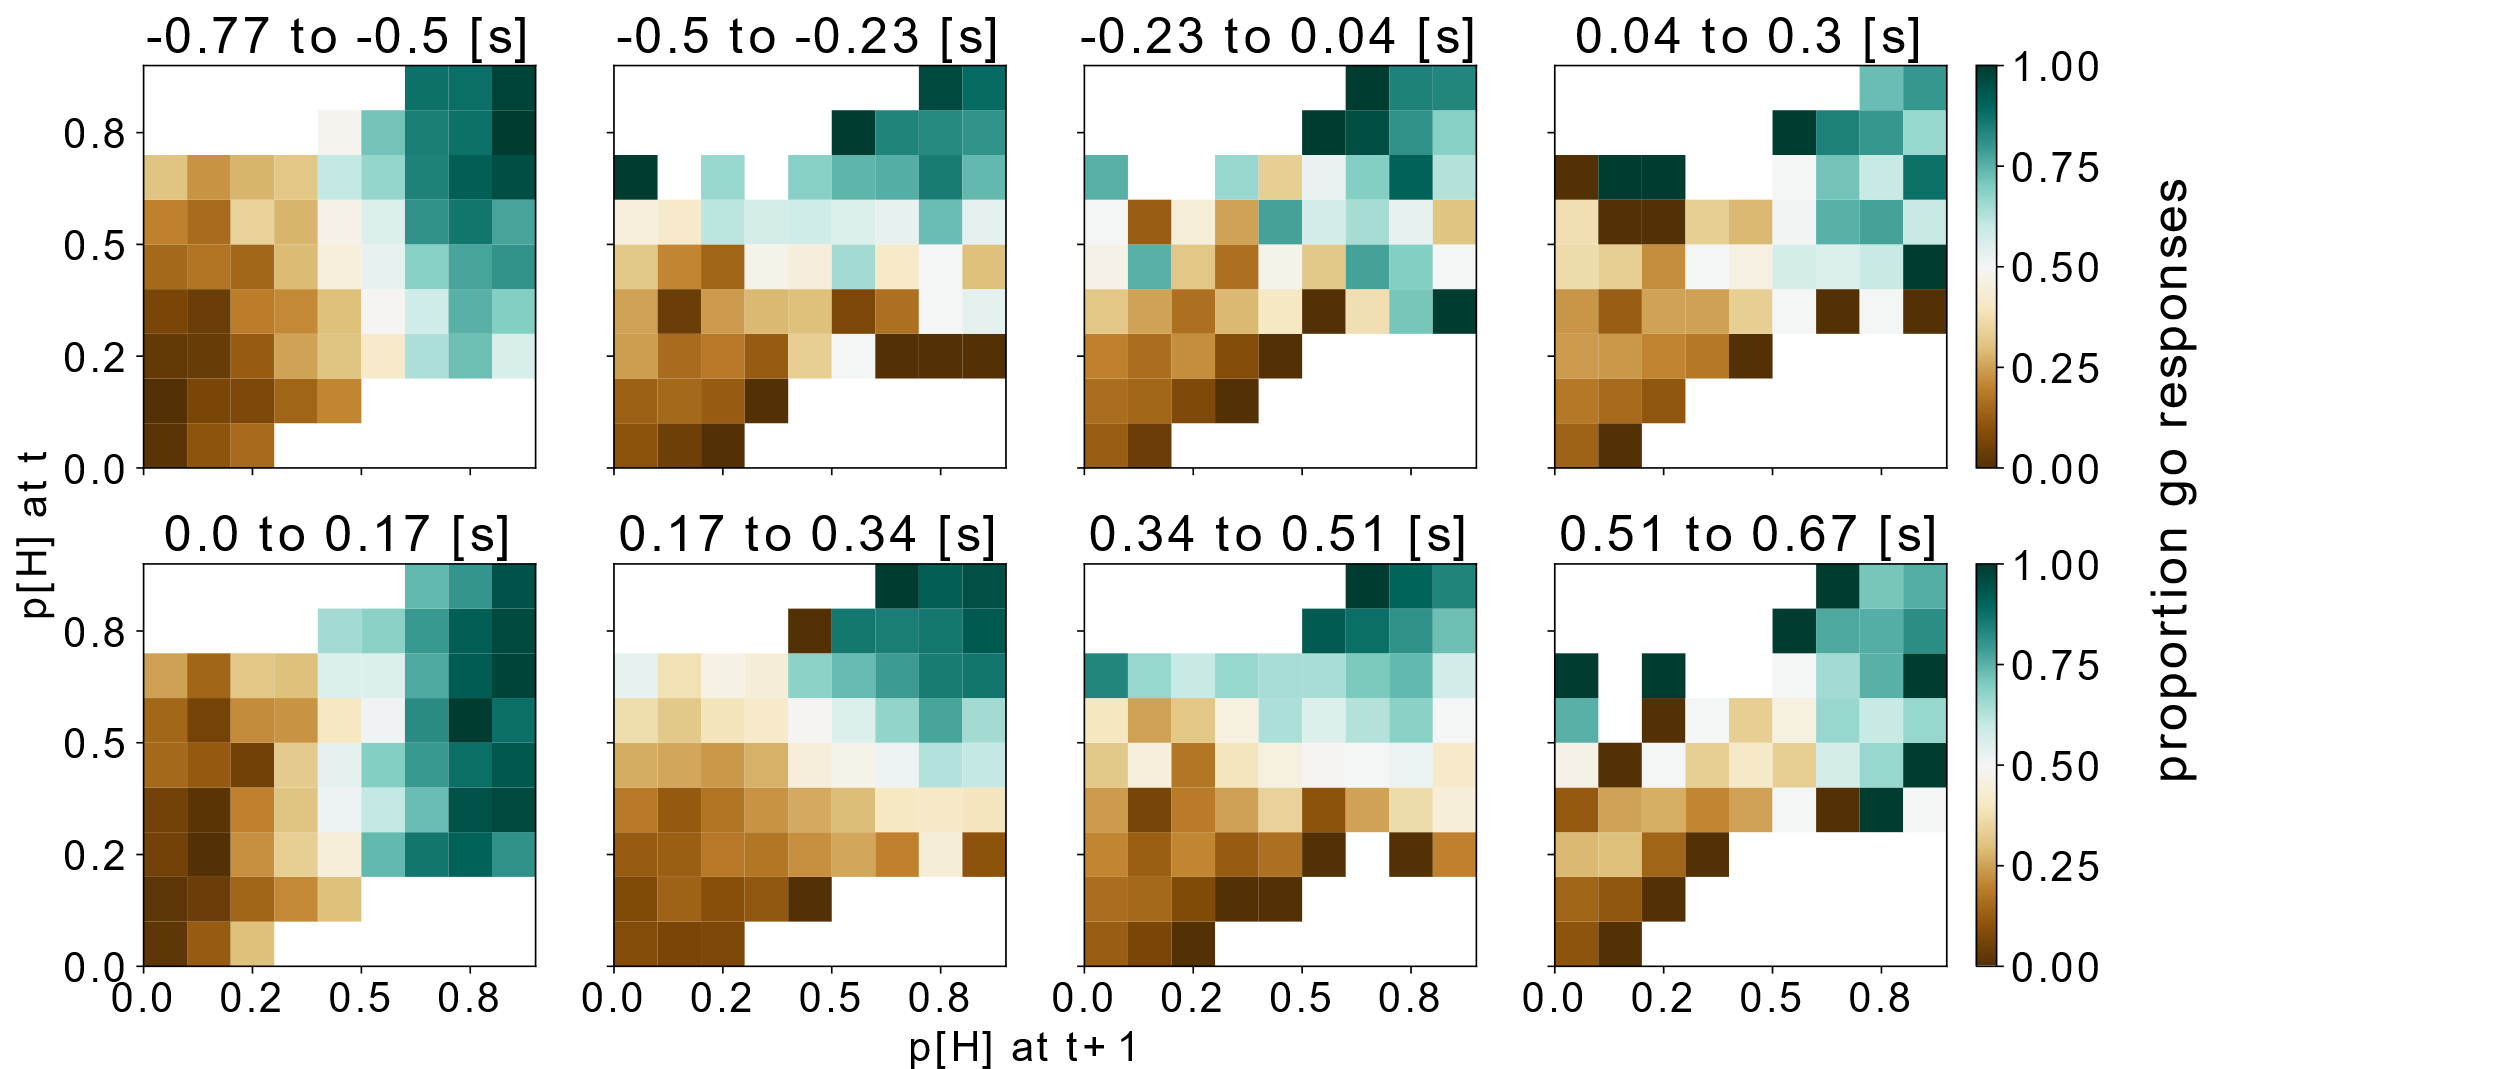 -0.77 to -0.5 [s]
-0.5 to -0.23 [s]
-0.23 to 0.04 [s]
0.04 to 0.3 [s]
0.8
0.5
0.2
0.0
1.00
0.75
0.50
0.25
0.00
p[H] at t
proportion go responses
0.0 to 0.17 [s]
0.17 to 0.34 [s]
0.34 to 0.51 [s]
0.51 to 0.67 [s]
0.8
0.5
0.2
0.0
1.00
0.75
0.50
0.25
0.00
0.0 0.2 0.5 0.8
0.0 0.2 0.5 0.8
0.0 0.2 0.5 0.8
0.0 0.2 0.5 0.8
p[H] at t+1